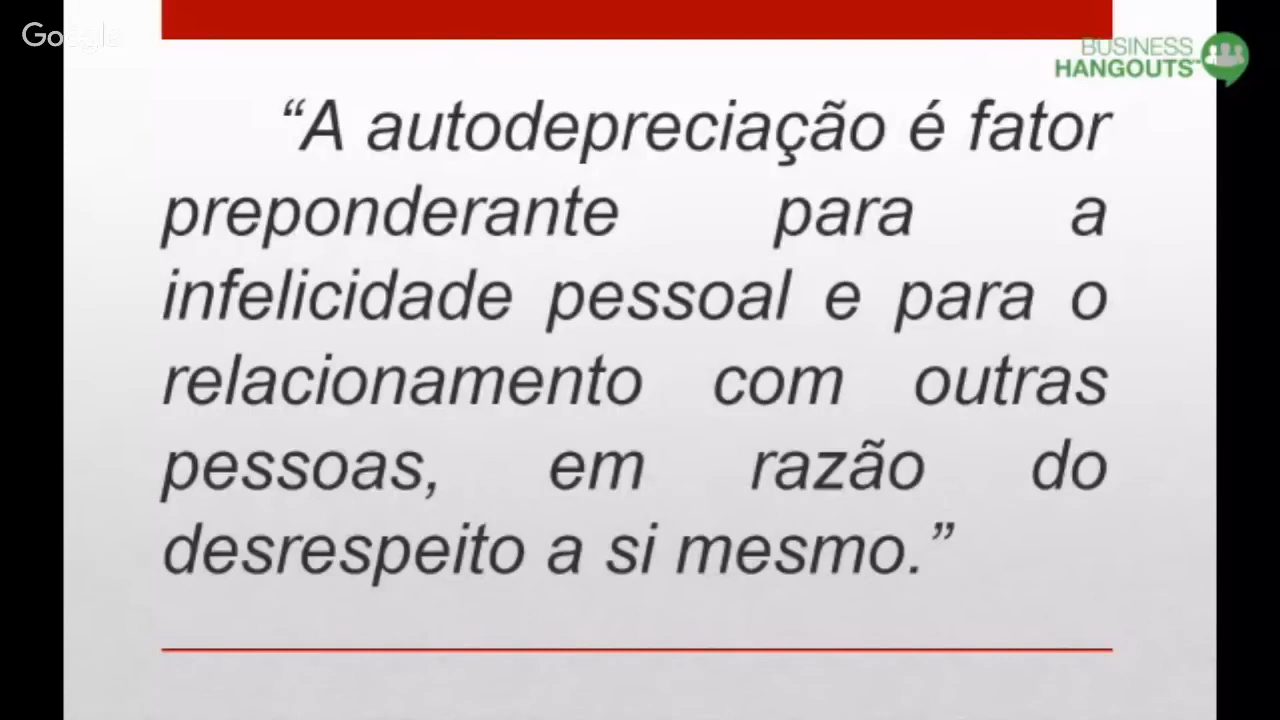 Google
BUSINESS
HANGOUTS
“A autodepreciação é fator
preponderante para a
infelicidade pessoal e para o
relacionamento com outras
pessoas, em razão do
desrespeito a si mesmo.”